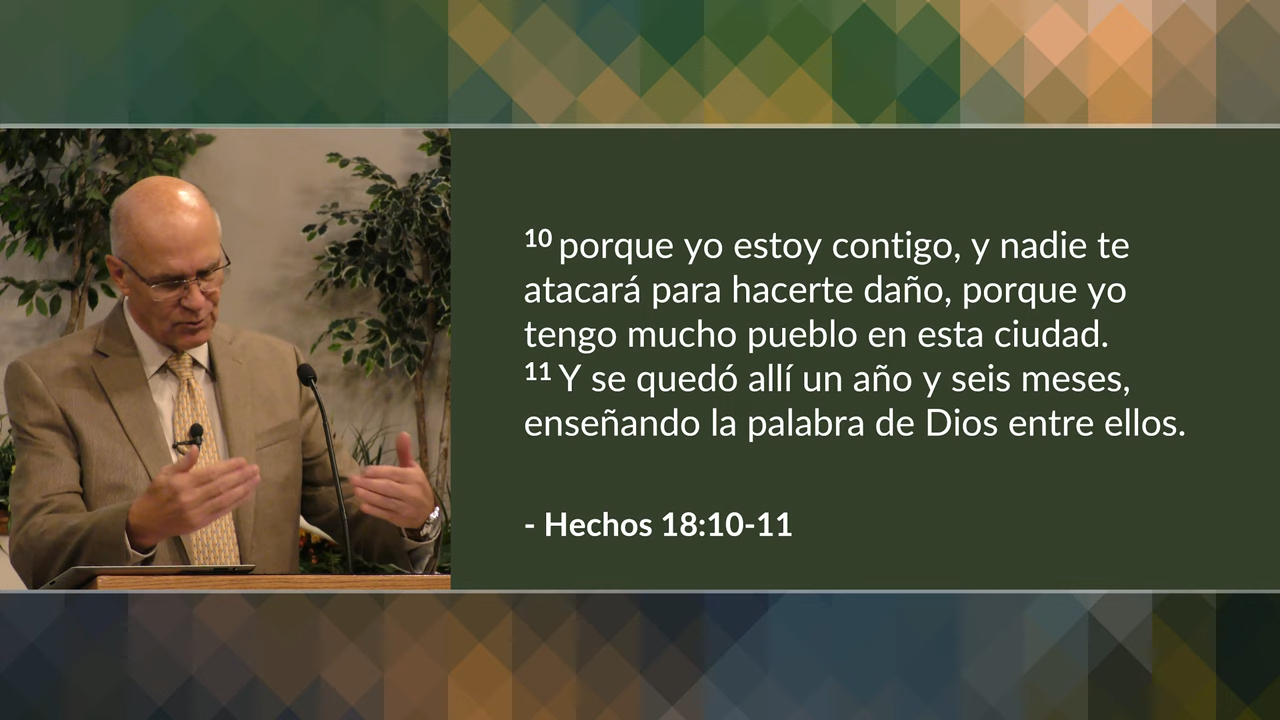 10 porque yo estoy contigo, y nadie te
atacará para hacerte daño, porque yo
tengo mucho pueblo en esta ciudad.
11 Y se quedó allí un año y seis meses,
enseñando la palabra de Dios entre ellos.
- Hechos 18:10-11